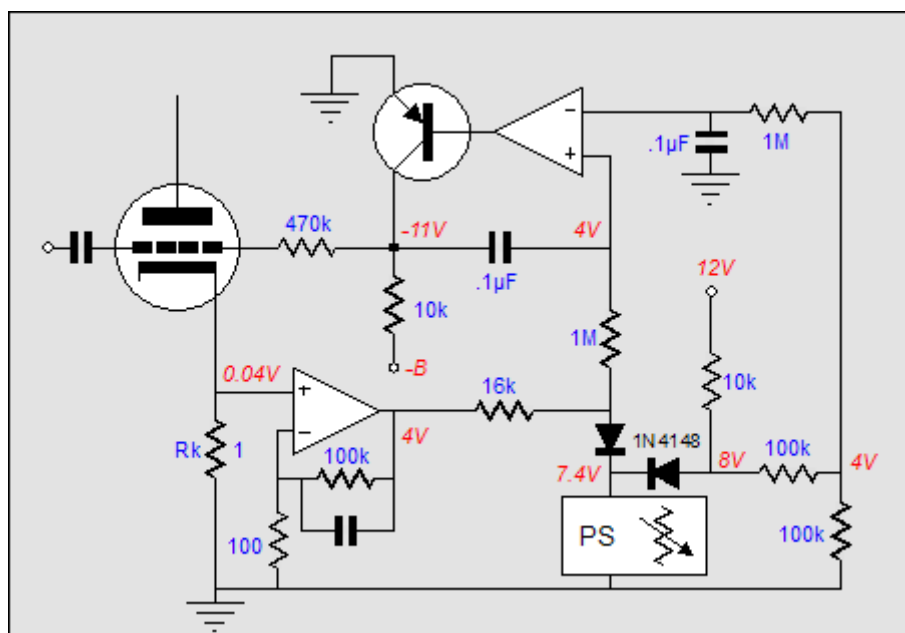 -
+
.1µF
1M
470k
-11V
4V
.1µF
12V
10k
1M
-B
10k
0.04V
+
-
16k
4V
Rk
1
100k
1N4148
7.4V
8V
100k
4V
100
PS
100k